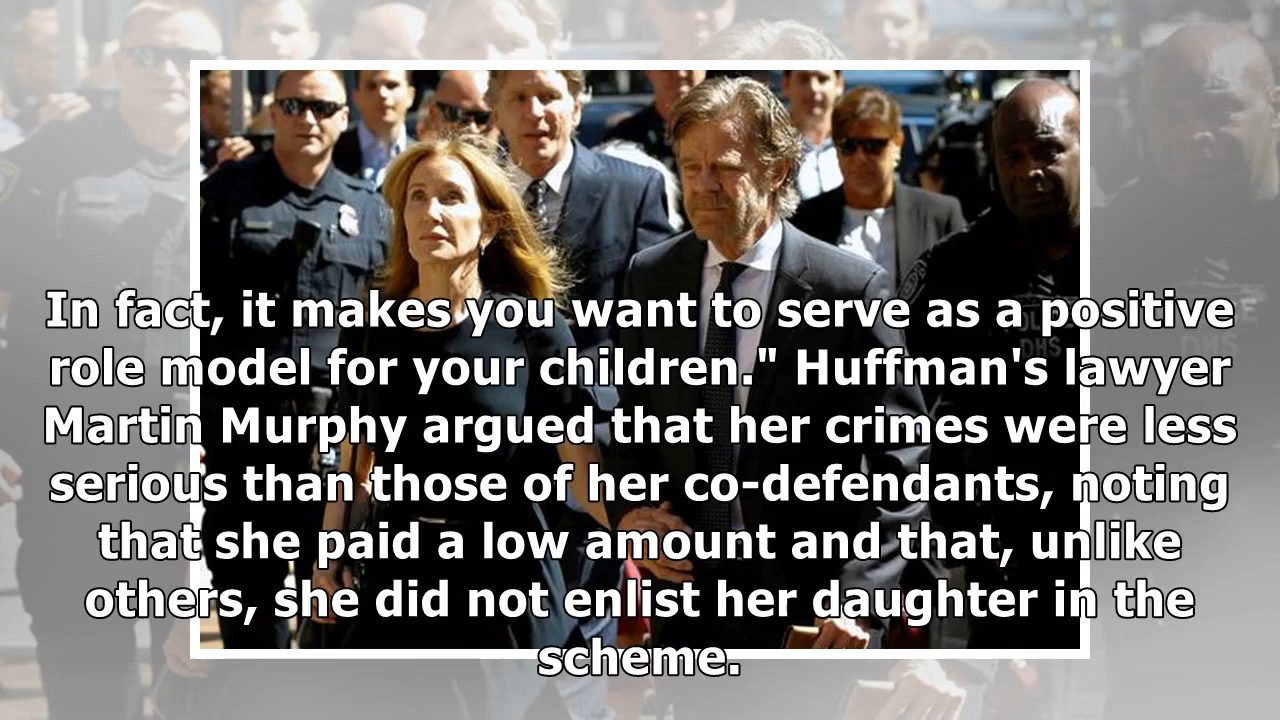 In fact, it makes you want to serve as a positive
role model for your children." Huffman's lawyer
Martin Murphy argued that her crimes were less
serious than those of her co-defendants, noting
that she paid a low amount and that, unlike
others, she did not enlist her daughter in the
scheme.
DHS